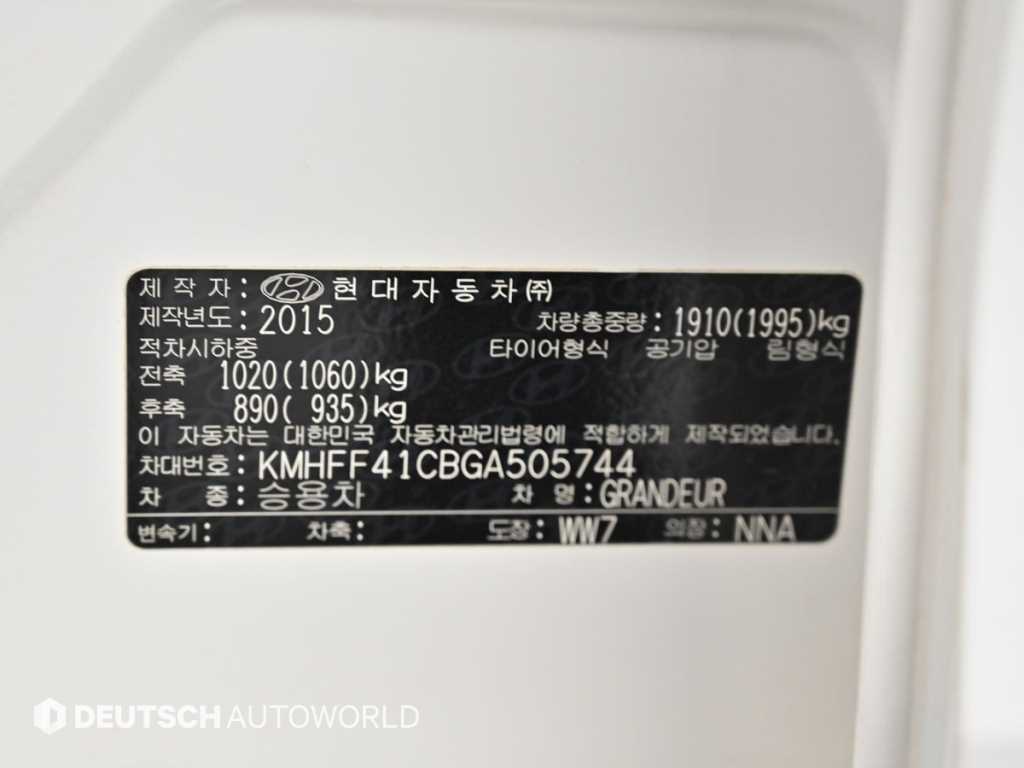 제 작 자 : 현대자동차㈜
제작년도 : 2015 차량총중량 : 1910(1995)kg
적차시하중 타이어형식 공기압 림형식
전축 1020(1060)kg
후축 890( 935)kg
이 자동차는 대한민국 자동차관리법령에 적합하게 제작되었습니다.
차대번호 : KMHFF41CBGA505744
차 종 : 승용차 차 명 : GRANDEUR
변속기 : 차축 : 도장 : WW7 의장 : NNA
DEUTSCH AUTOWORLD